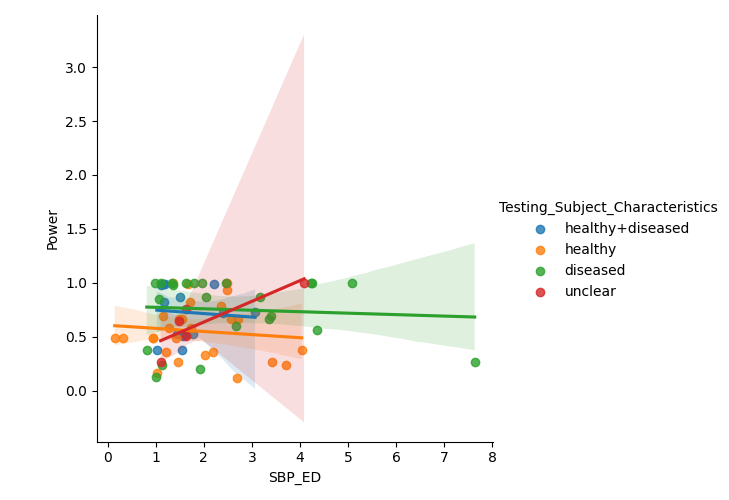 3.0
2.5
2.0
1.5
1.0
0.5
0.0
Power
0 1 2 3 4 5 6 7 8
SBP_ED
Testing_Subject_Characteristics
healthy+diseased
healthy
diseased
unclear